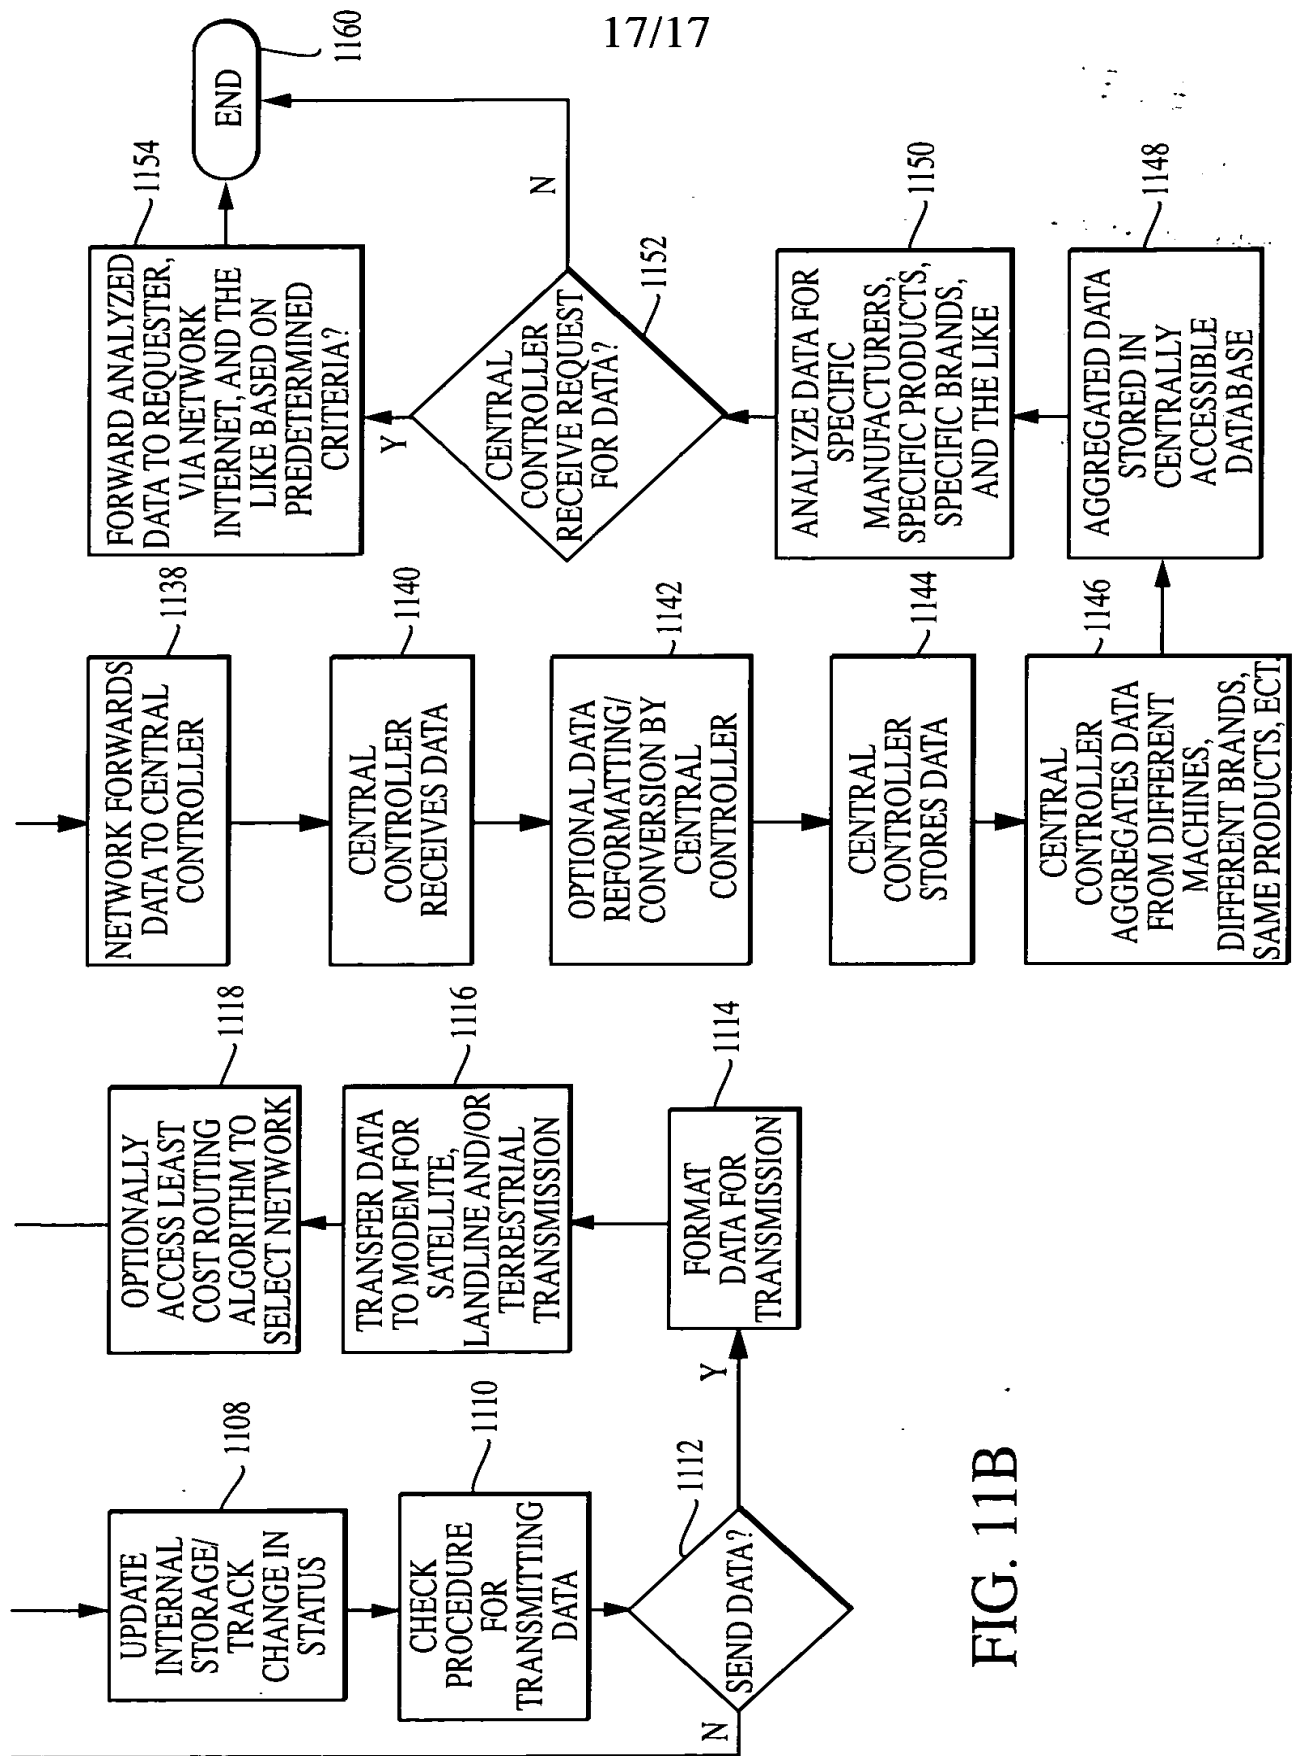 17/17
UPDATE
INTERNAL
STORAGE/
TRACK
CHANGE IN
STATUS
1108
CHECK
PROCEDURE
FOR
TRANSMITTING
DATA
1110
SEND DATA?
1112
N
Y
FORMAT
DATA FOR
TRANSMISSION
1114
TRANSFER DATA
TO MODEM FOR
SATELLITE,
LANDLINE AND/OR
TERRESTRIAL
TRANSMISSION
1116
OPTIONALLY
ACCESS LEAST
COST ROUTING
ALGORITHM TO
SELECT NETWORK
1118
NETWORK FORWARDS
DATA TO CENTRAL
CONTROLLER
1138
CENTRAL
CONTROLLER
RECEIVES DATA
1140
OPTIONAL DATA
REFORMATTING/
CONVERSION BY
CENTRAL
CONTROLLER
1142
CENTRAL
CONTROLLER
STORES DATA
1144
CENTRAL
CONTROLLER
AGGREGATES DATA
FROM DIFFERENT
MACHINES,
DIFFERENT BRANDS,
SAME PRODUCTS, ECT.
1146
AGGREGATED DATA
STORED IN
CENTRALLY
ACCESSIBLE
DATABASE
1148
ANALYZE DATA FOR
SPECIFIC
MANUFACTURERS,
SPECIFIC PRODUCTS,
SPECIFIC BRANDS,
AND THE LIKE
1150
CENTRAL
CONTROLLER
RECEIVE REQUEST
FOR DATA?
1152
Y
N
FORWARD ANALYZED
DATA TO REQUESTER,
VIA NETWORK
INTERNET, AND THE
LIKE BASED ON
PREDETERMINED
CRITERIA?
1154
END
1160
FIG. 11B